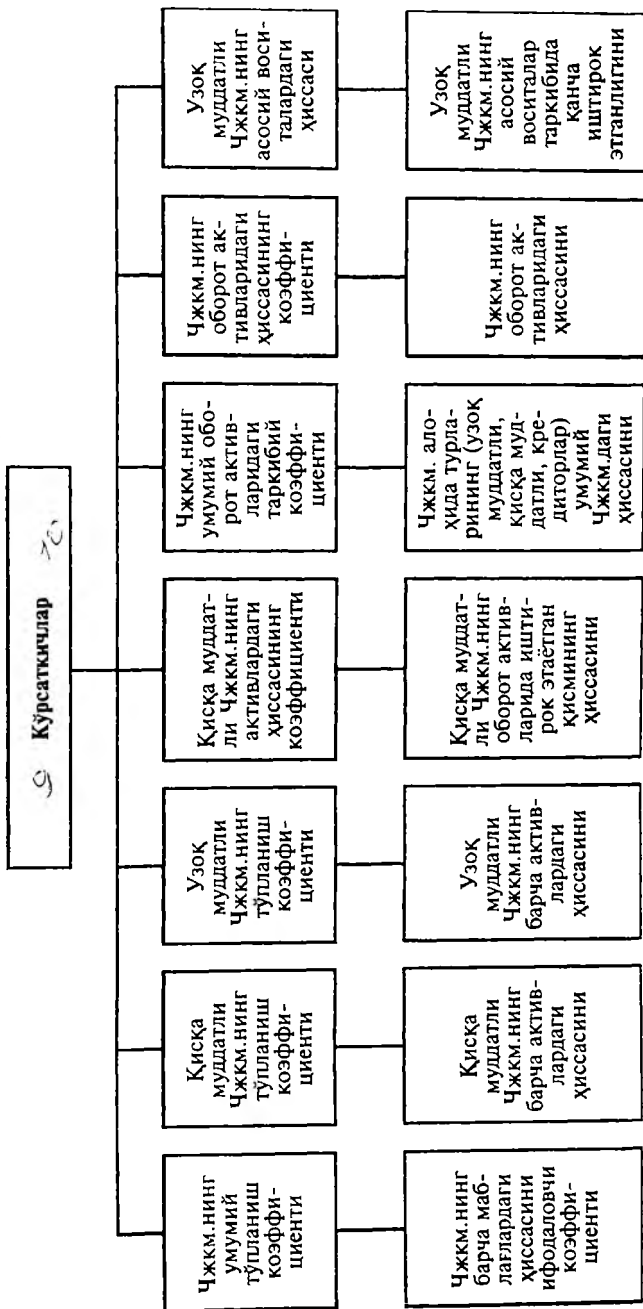 Кўрсаткичлар
Чжкм.нинг
умумий
тўпланиш
коэффи-
циенти
Қисқа
муддатли
Чжкм.нинг
тўпланиш
коэффи-
циенти
Узоқ
муддатли
Чжкм.нинг
тўпланиш
коэффи-
циенти
Қисқа муддат-
ли Чжкм.нинг
активлардаги
ҳиссасининг
коэффициенти
Чжкм.нинг
умумий обо-
рот актив-
ларидаги
таркибий
коэффи-
циенти
Чжкм.нинг
оборот ак-
тивларидаги
ҳиссасининг
коэффи-
циенти
Узоқ
муддатли
Чжкм.нинг
асосий воси-
талардаги
ҳиссаси
Чжкм.нинг
барча маб-
лағлардаги
ҳиссасини
ифодаловчи
коэффи-
циенти
Қисқа
муддатли
Чжкм.нинг
барча актив-
лардаги
ҳиссасини
Узоқ
муддатли
Чжкм.нинг
барча актив-
лардаги
ҳиссасини
Қисқа муддат-
ли Чжкм.нинг
оборот актив-
ларида ишти-
рок этаётган
қисмининг
ҳиссасини
Чжкм. ало-
ҳида турла-
рининг (узоқ
муддатли,
қисқа муд-
датли, кре-
диторлар)
умумий
Чжкм.даги
ҳиссасини
Чжкм.нинг
оборот ак-
тивларидаги
ҳиссасини
Узоқ
муддатли
Чжкм.нинг
асосий
воситалар
таркибида
қанча
иштирок
этганлигини